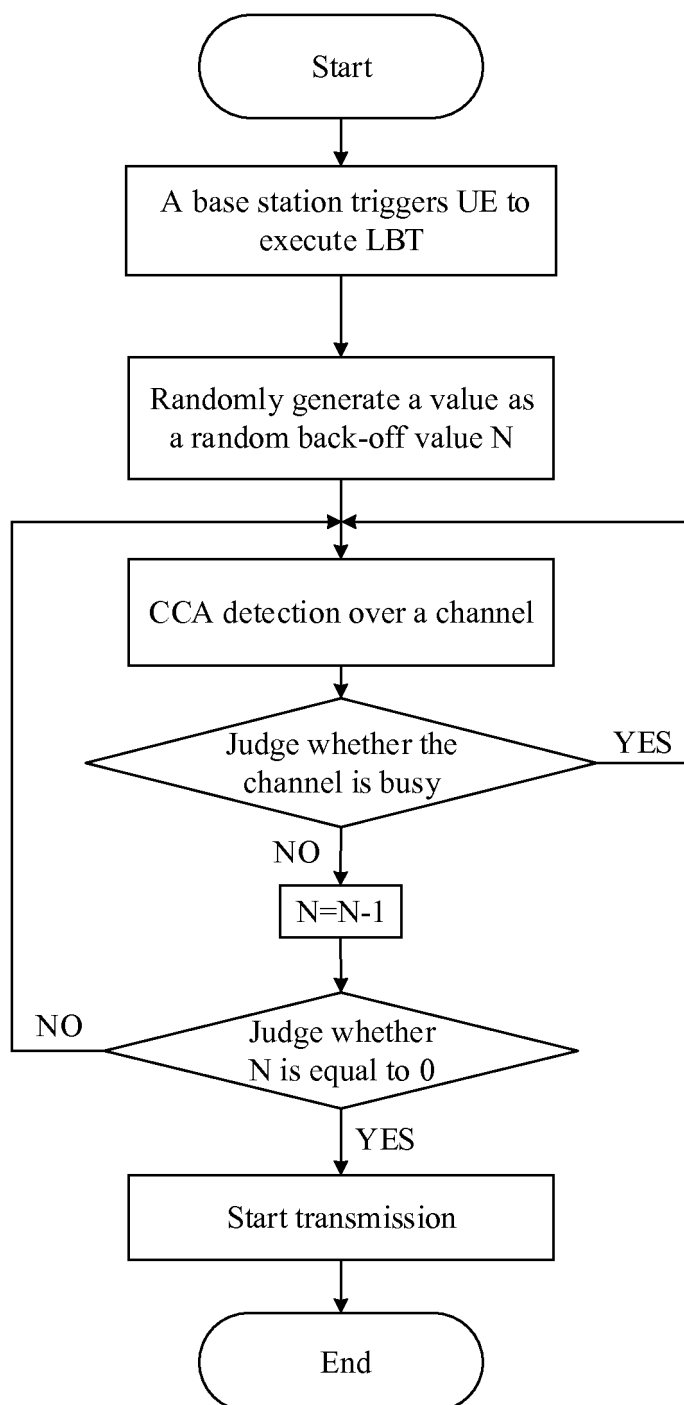 Start
A base station triggers UE to
execute LBT
Randomly generate a value as
a random back-off value N
CCA detection over a channel
Judge whether the
channel is busy
YES
NO
N=N-1
NO
Judge whether
N is equal to 0
YES
Start transmission
End